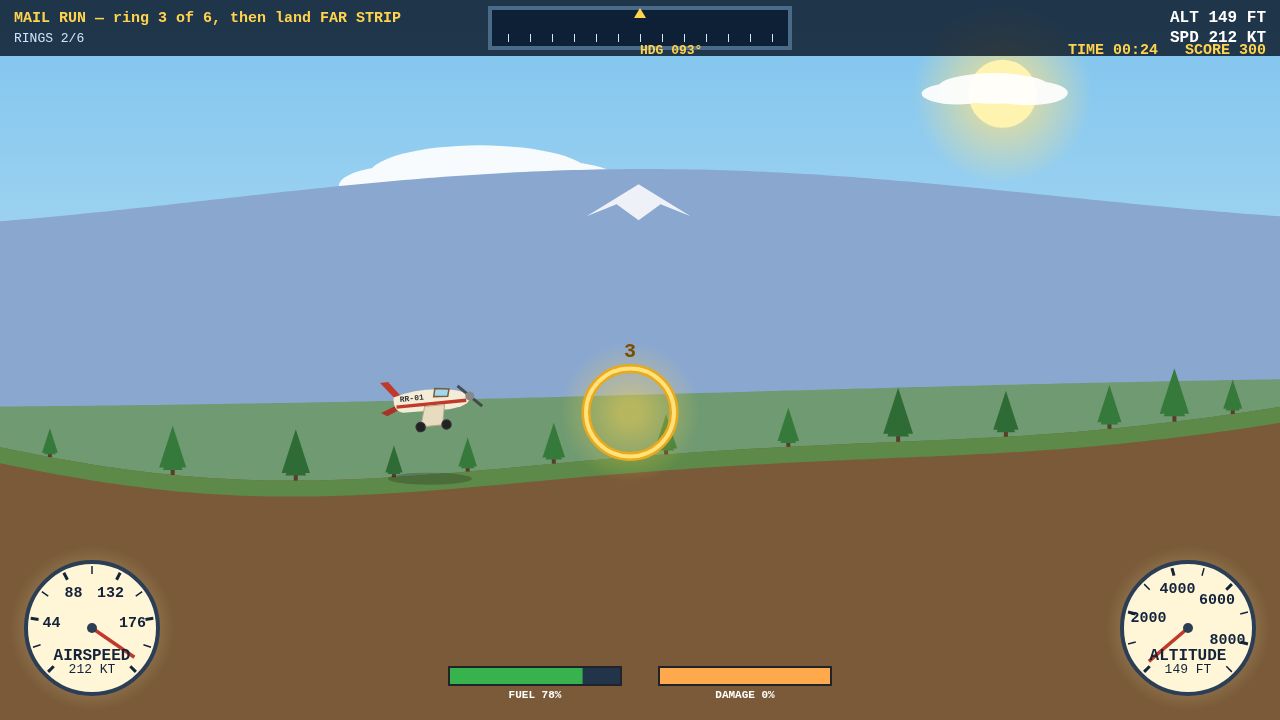 MAIL RUN — ring 3 of 6, then land FAR STRIP
RINGS 2/6
HDG 093°
ALT 149 FT
SPD 212 KT
TIME 00:24 SCORE 300
3
RR-01
44 88 132 176
AIRSPEED
212 KT
FUEL 78%
DAMAGE 0%
2000 4000 6000 8000
ALTITUDE
149 FT